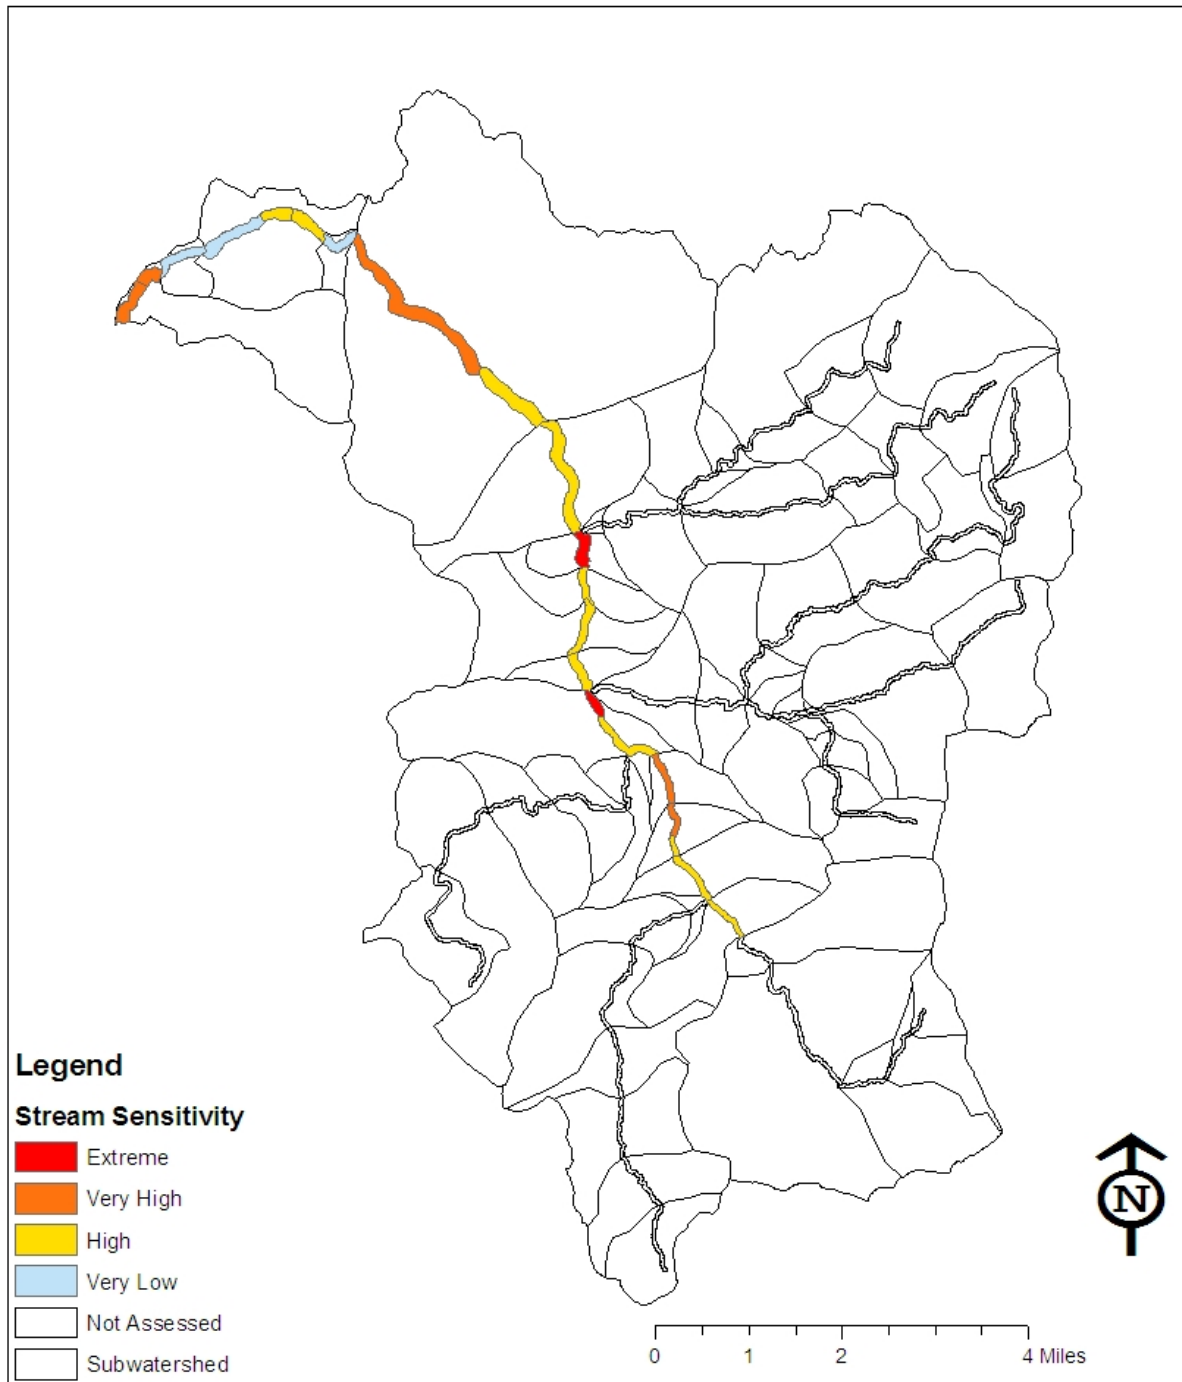 Legend
Stream Sensitivity
Extreme
Very High
High
Very Low
Not Assessed
Subwatershed
N
0 1 2 4 Miles